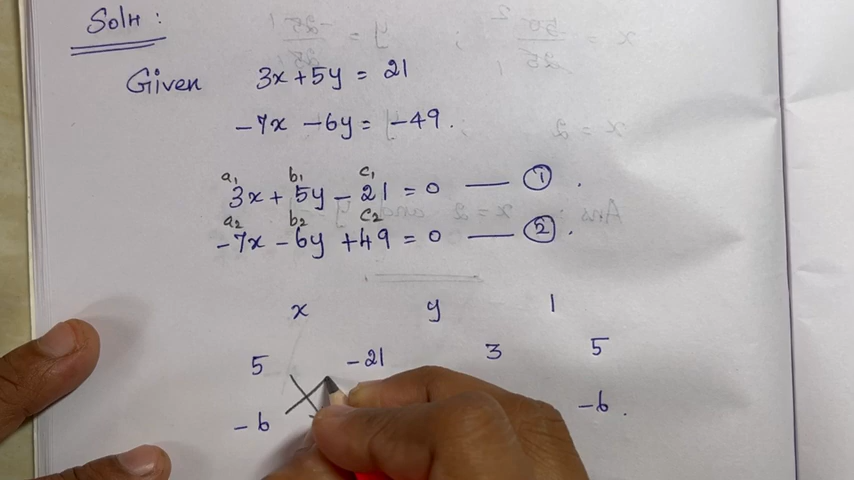 Soln:
Given 3x + 5y = 21
-7x - 6y = -49.
a₁ b₁ c₁
3x + 5y - 21 = 0 — ① .
a₂ b₂ c₂
-7x - 6y + 49 = 0 — ② .
x y 1
5 -21 3 5
-6 -6 .